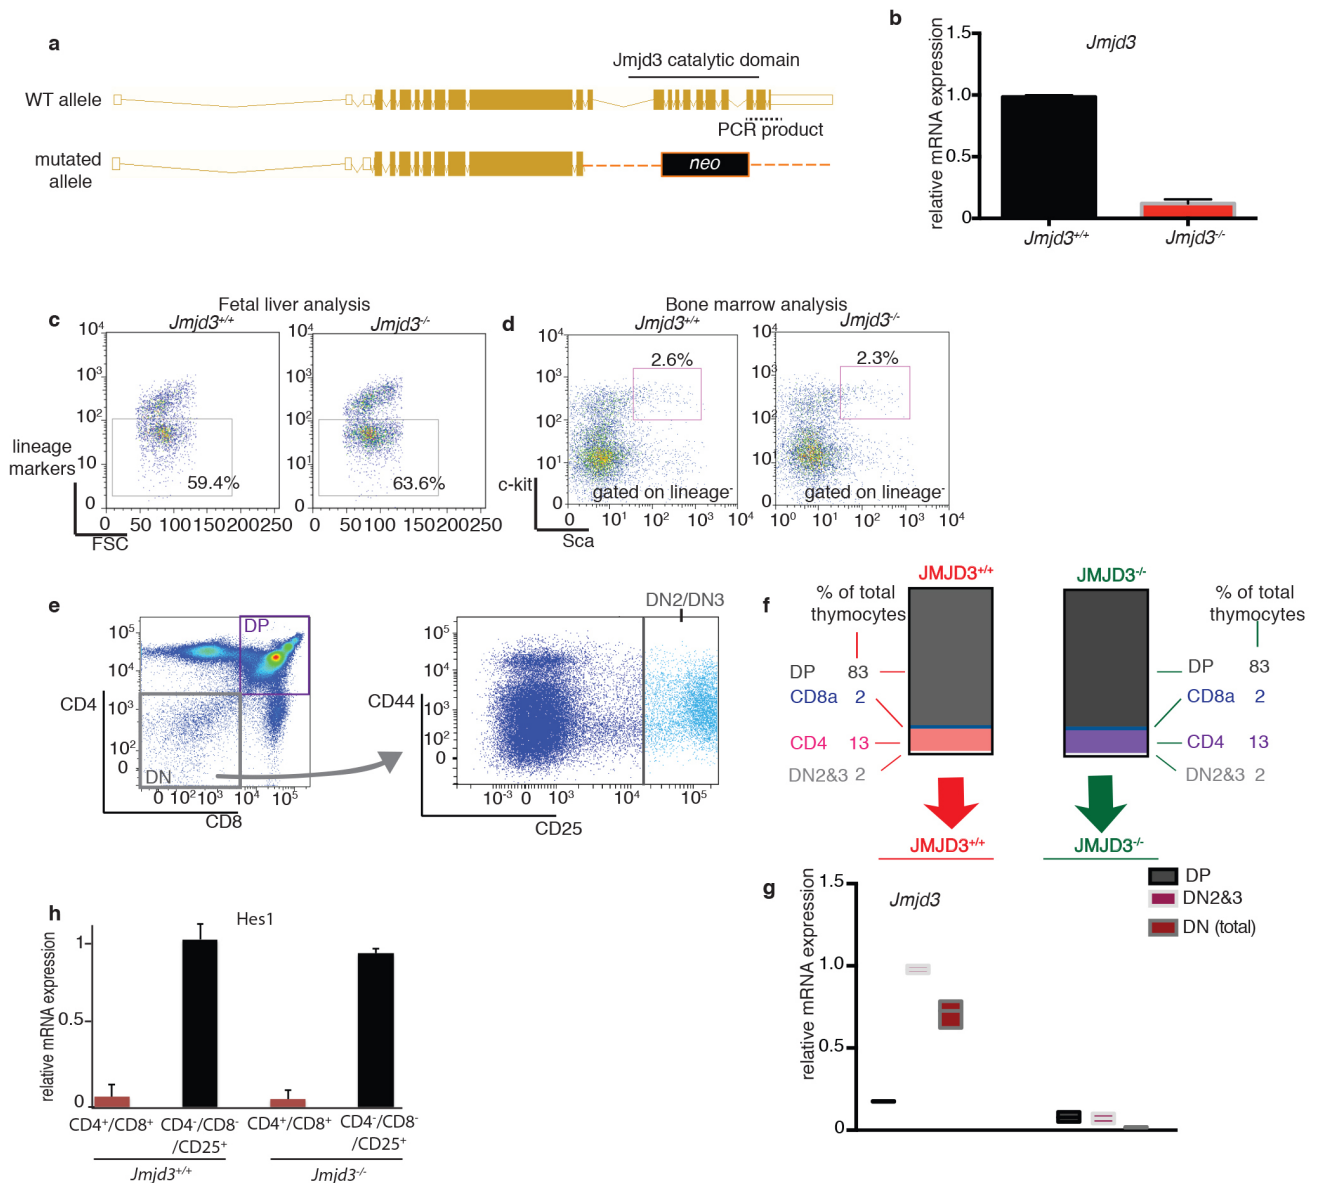 a
Jmjd3 catalytic domain
WT allele
PCR product
mutated
allele
neo
b
Jmjd3
relative mRNA expression
1.5
1.0
0.5
0
Jmjd3+/+
Jmjd3-/-
Fetal liver analysis
c
Jmjd3+/+
Jmjd3-/-
10⁴
10³
10²
10
0
lineage
markers
59.4%
0
50 100 150 200 250
FSC
10⁴
10³
10²
10¹
0
63.6%
0
50 100 150 200 250
Bone marrow analysis
d
Jmjd3+/+
Jmjd3-/-
10⁴
10³
10²
10¹
0
2.6%
c-kit
gated on lineage-
0 10¹ 10² 10³ 10⁴
Sca
10⁴
10³
10²
10¹
0
2.3%
gated on lineage-
10⁰ 10¹ 10² 10³ 10⁴
e
DP
10⁵
10⁴
10³
10²
0
CD4
DN
0 10² 10³ 10⁴ 10⁵
CD8
DN2/DN3
10⁵
10⁴
10³
10²
0
CD44
10-3 0 10³ 10⁴ 10⁵
CD25
f
JMJD3+/+
JMJD3-/-
% of total
thymocytes
DP 83
CD8a 2
CD4 13
DN2&3 2
% of total
thymocytes
DP 83
CD8a 2
CD4 13
DN2&3 2
JMJD3+/+
JMJD3-/-
g
Jmjd3
relative mRNA expression
1.5
1.0
0.5
0
DP
DN2&3
DN (total)
h
Hes1
relative mRNA expression
1
0.5
0
CD4+/CD8+
CD4-/CD8-
/CD25+
CD4+/CD8+
CD4-/CD8-
/CD25+
Jmjd3+/+
Jmjd3-/-